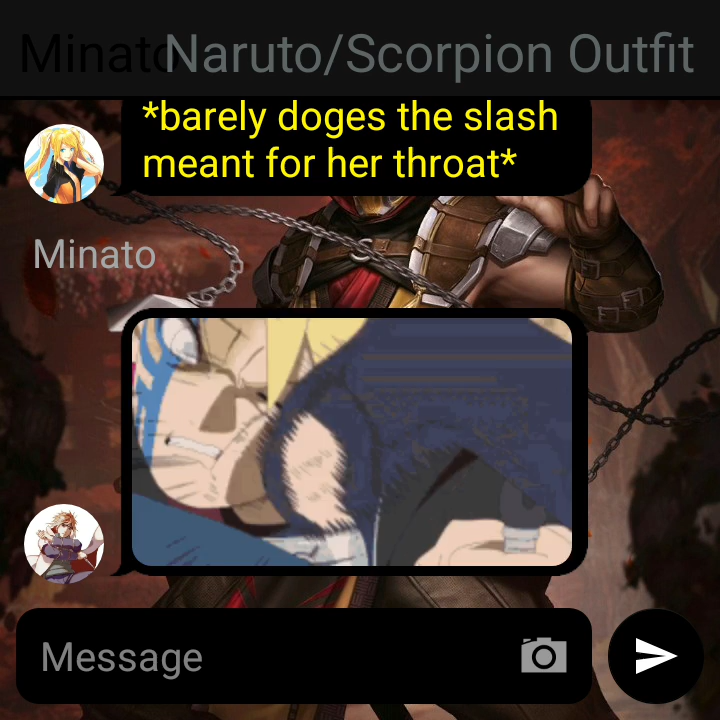 Minato Naruto/Scorpion Outfit
*barely doges the slash
meant for her throat*
Minato
Message